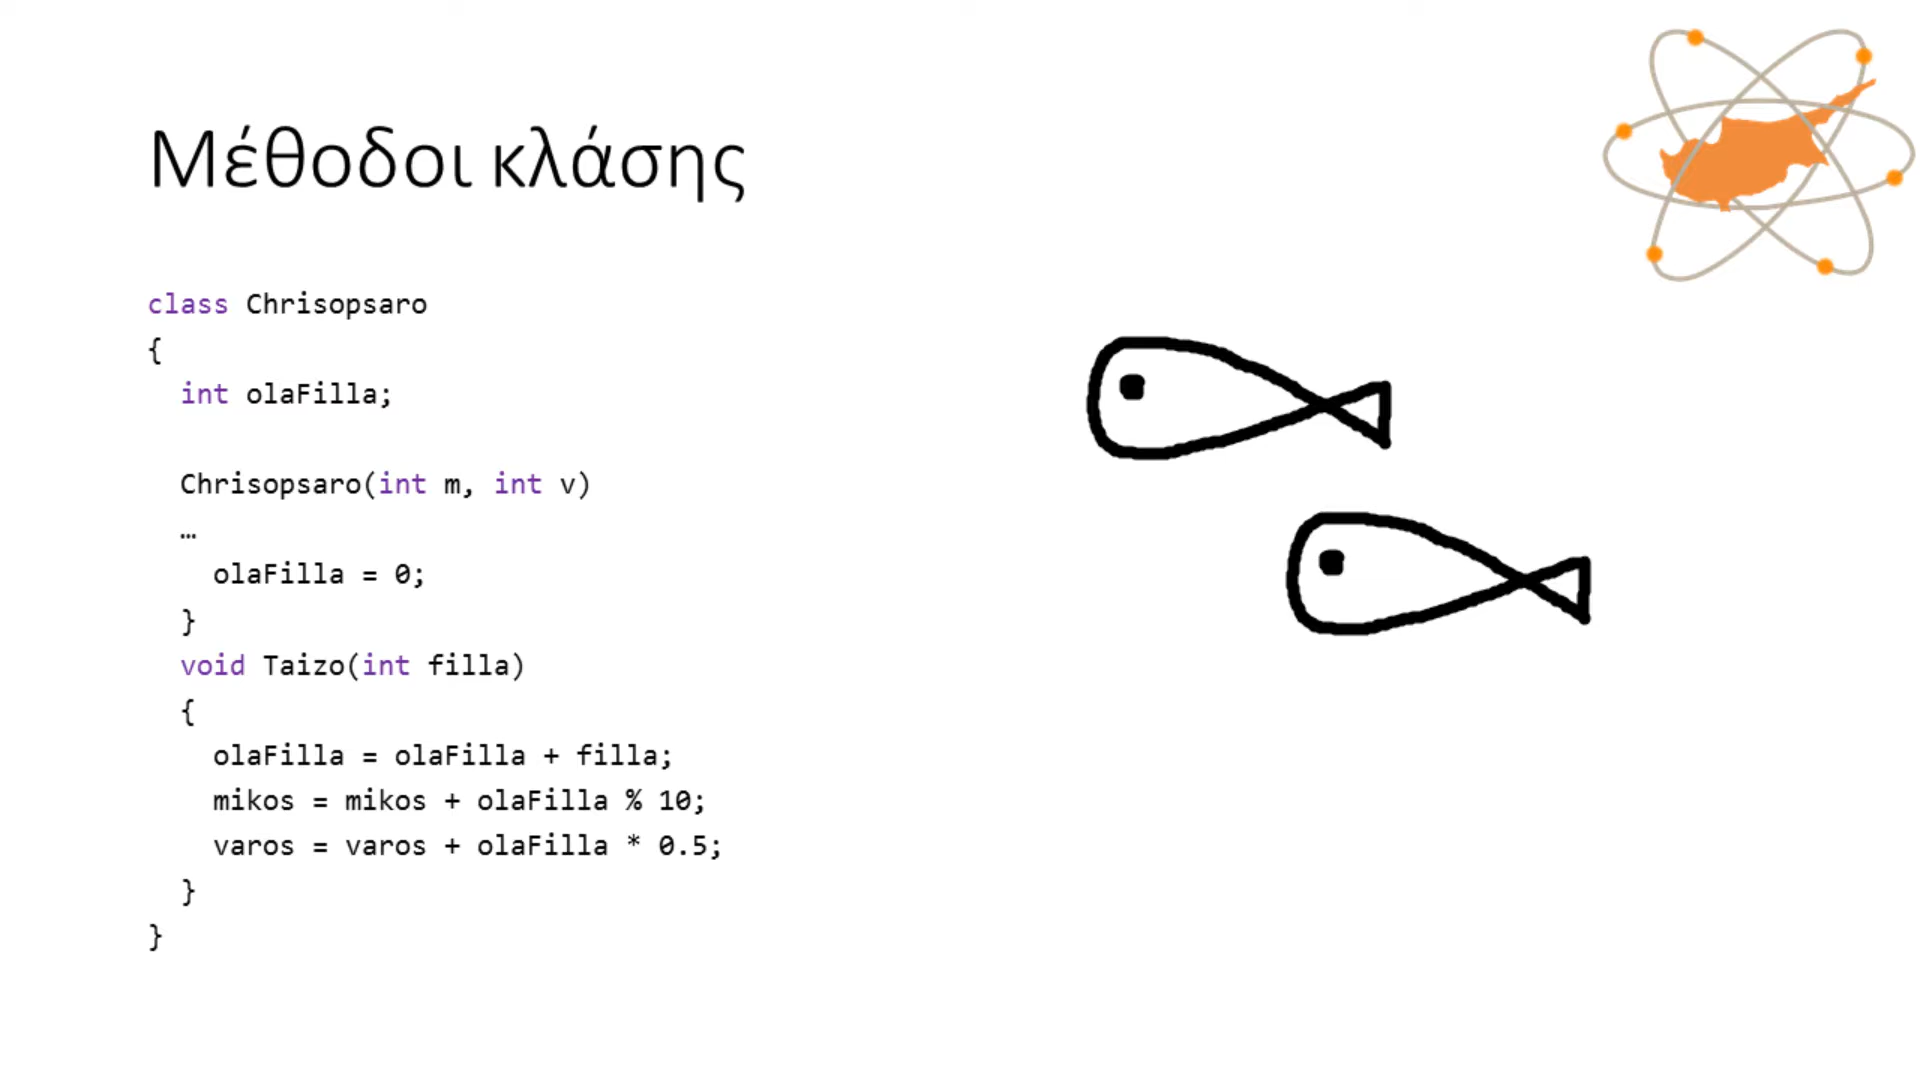 Μέθοδοι κλάσης
class Chrisopsaro
{
int olaFilla;
Chrisopsaro(int m, int v)
…
olaFilla = 0;
}
void Taizo(int filla)
{
olaFilla = olaFilla + filla;
mikos = mikos + olaFilla % 10;
varos = varos + olaFilla * 0.5;
}
}